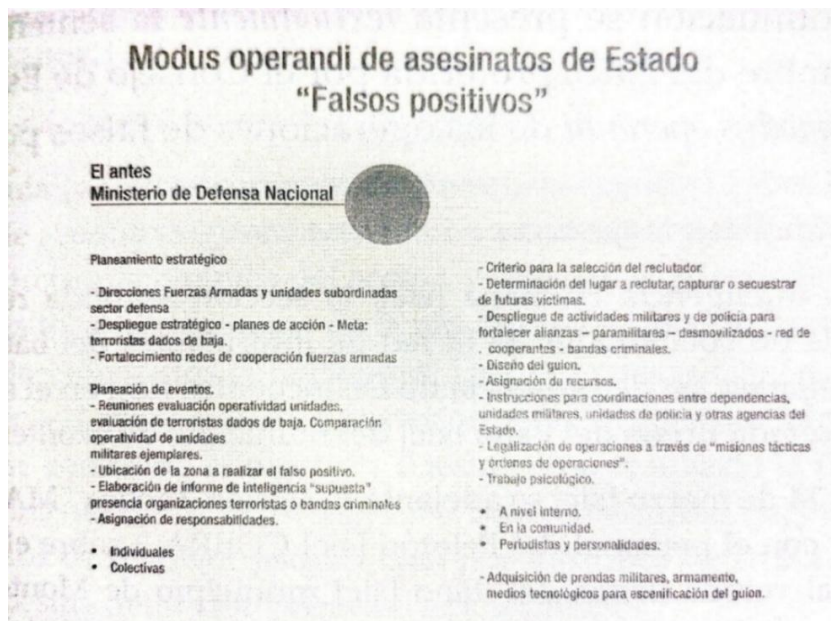 Modus operandi de asesinatos de Estado
“Falsos positivos”
El antes
Ministerio de Defensa Nacional
Planeamiento estratégico
- Direcciones Fuerzas Armadas y unidades subordinadas
sector defensa
- Despliegue estratégico - planes de acción - Meta:
terroristas dados de baja.
- Fortalecimiento redes de cooperación fuerzas armadas
Planeación de eventos.
- Reuniones evaluación operatividad unidades,
evaluación de terroristas dados de baja. Comparación
operatividad de unidades
militares ejemplares.
- Ubicación de la zona a realizar el falso positivo.
- Elaboración de informe de inteligencia “supuesta”
presencia organizaciones terroristas o bandas criminales
- Asignación de responsabilidades.
• Individuales
• Colectivas
- Criterio para la selección del reclutador.
- Determinación del lugar a reclutar, capturar o secuestrar
de futuras víctimas.
- Despliegue de actividades militares y de policía para
fortalecer alianzas – paramilitares – desmovilizados - red de
cooperantes - bandas criminales.
- Diseño del guion.
- Asignación de recursos.
- Instrucciones para coordinaciones entre dependencias,
unidades militares, unidades de policía y otras agencias del
Estado.
- Legalización de operaciones a través de “misiones tácticas
y órdenes de operaciones”.
- Trabajo psicológico.
• A nivel interno.
• En la comunidad.
• Periodistas y personalidades.
- Adquisición de prendas militares, armamento,
medios tecnológicos para escenificación del guion.